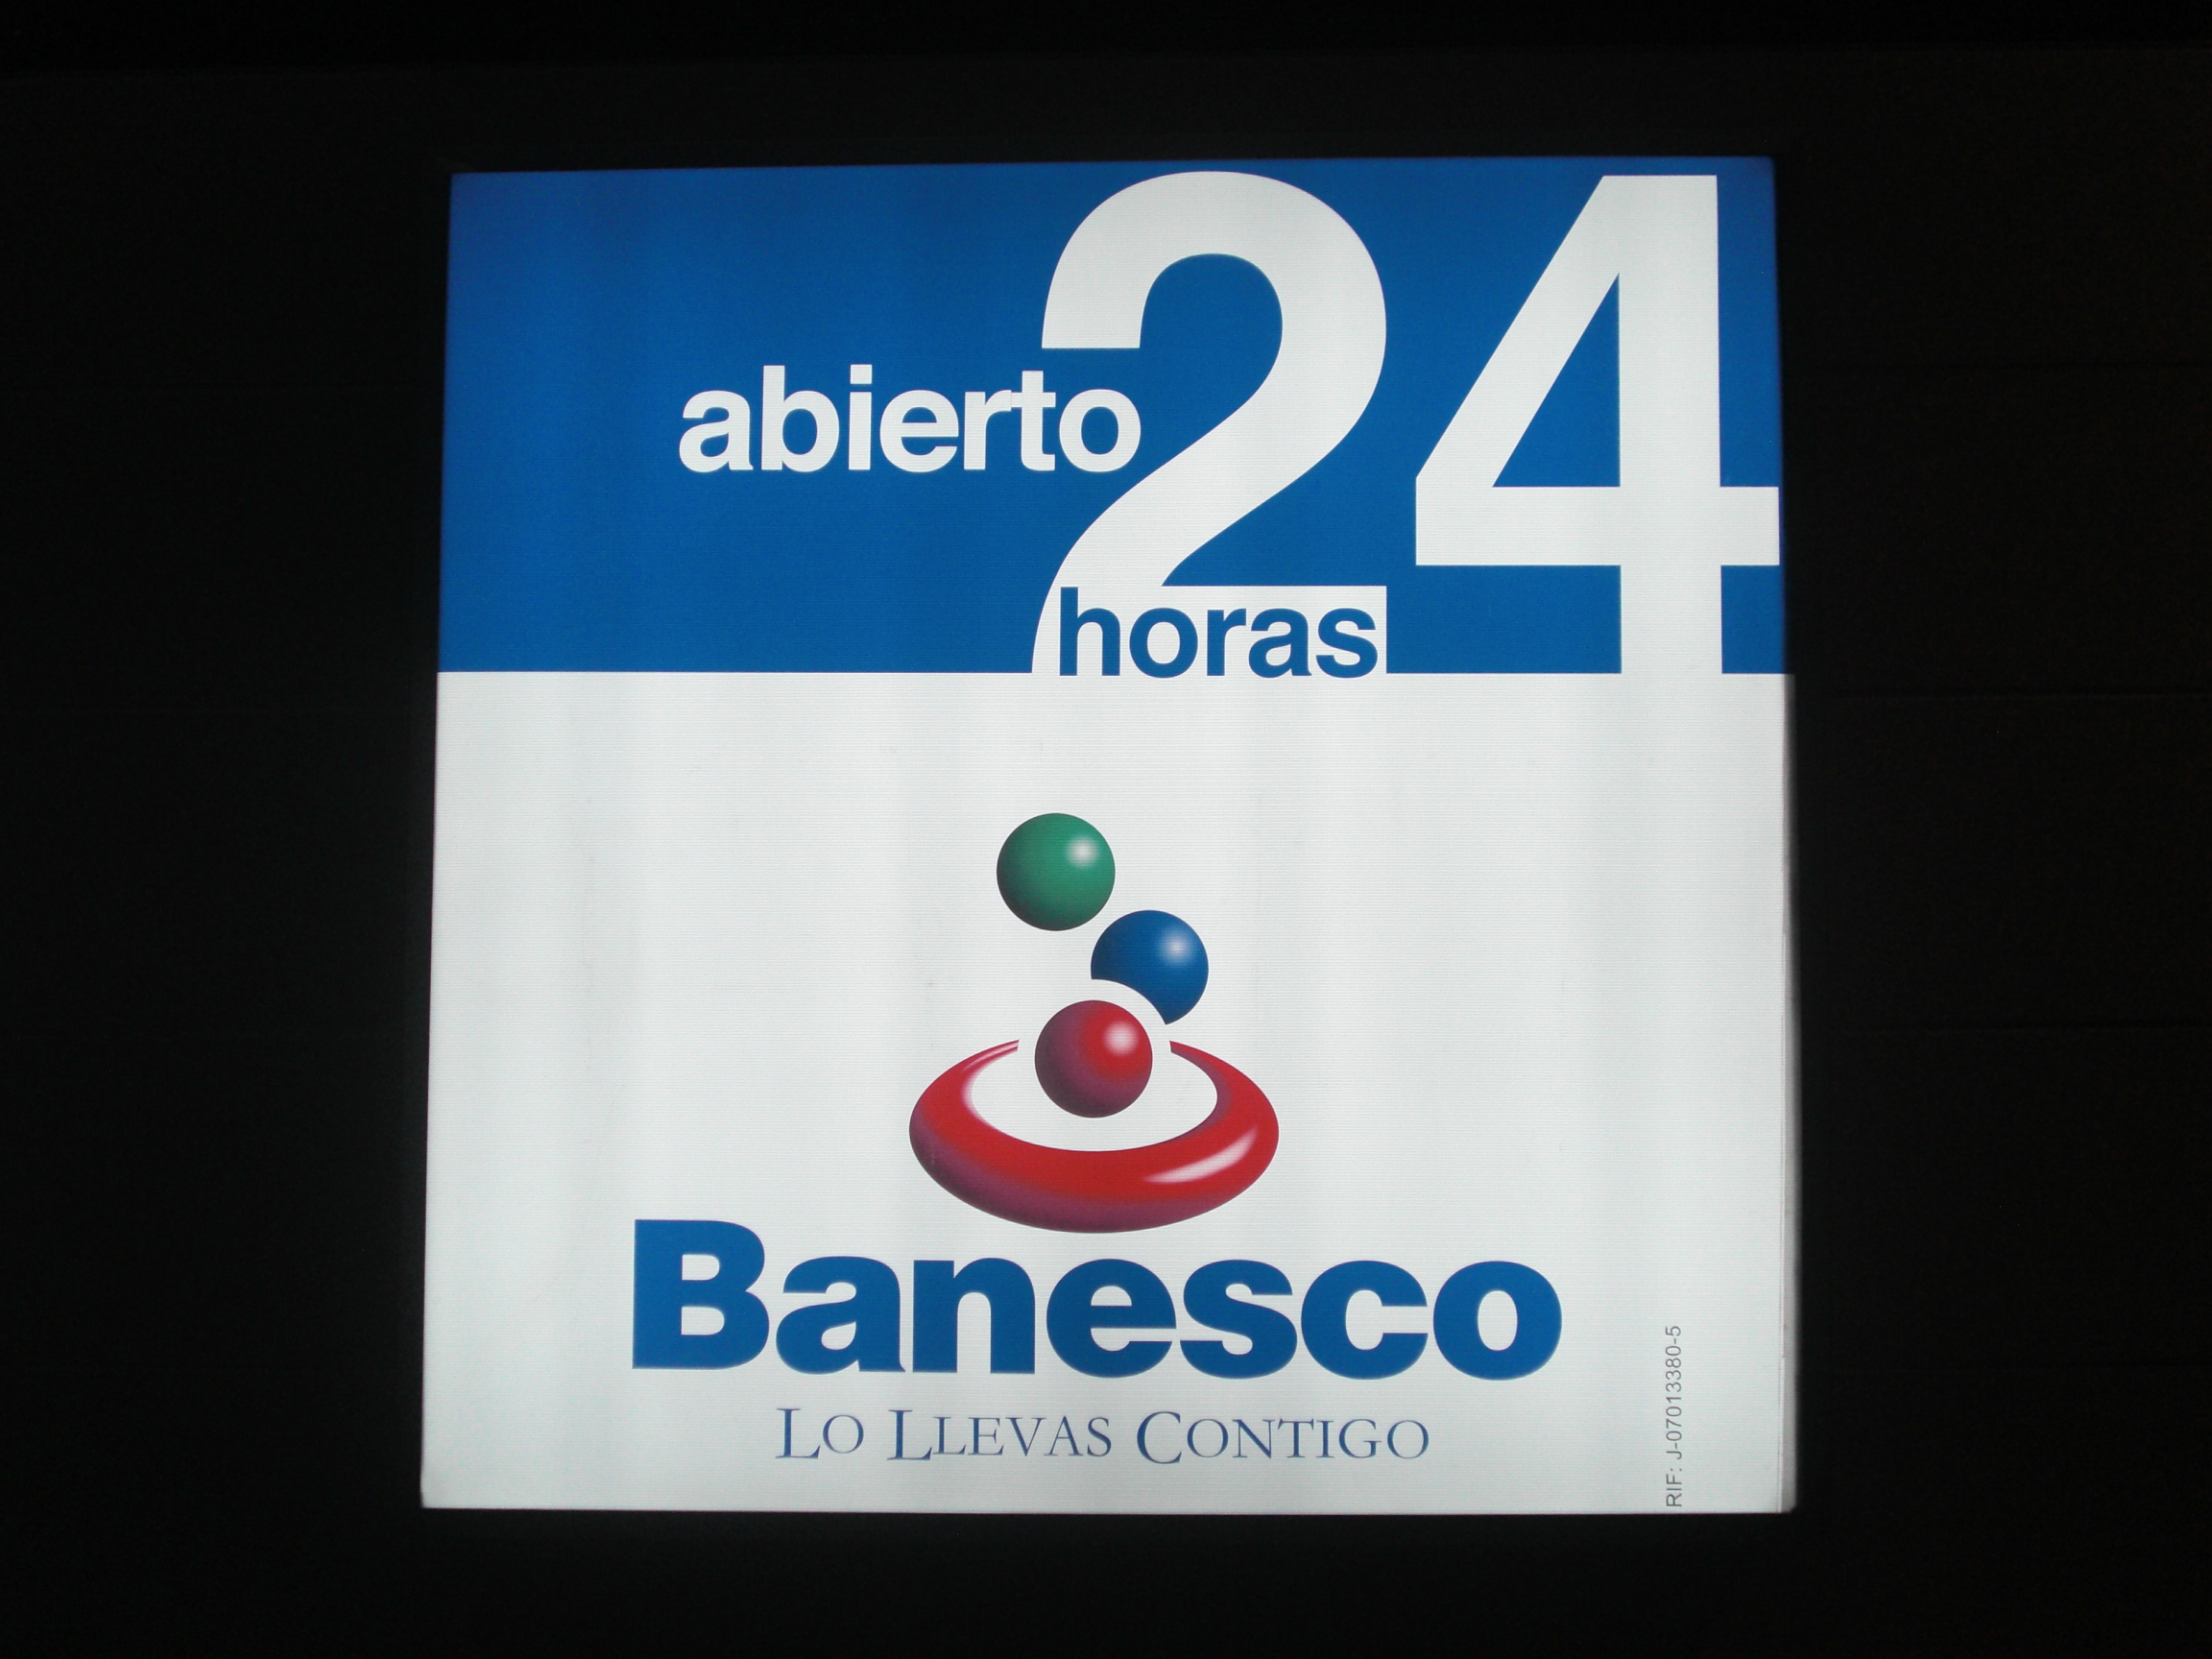 abierto 24
horas
Banesco
LO LLEVAS CONTIGO
RIF: J-07013380-5